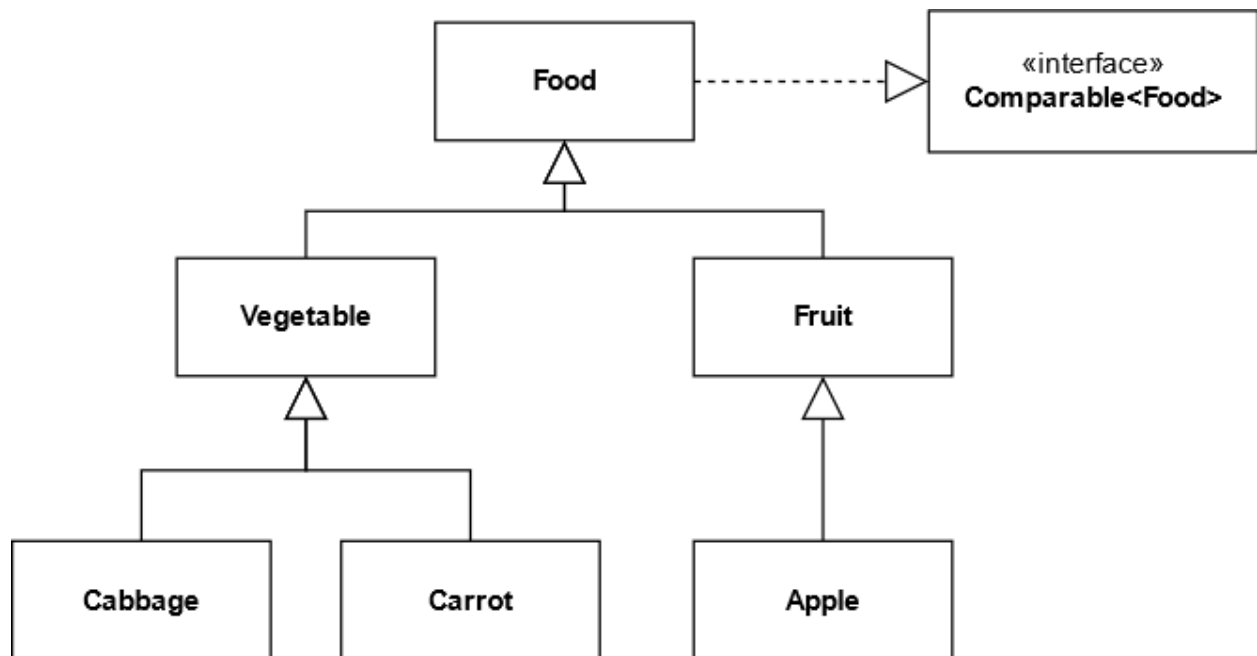 Food
«interface»
Comparable<Food>
Vegetable
Fruit
Cabbage
Carrot
Apple